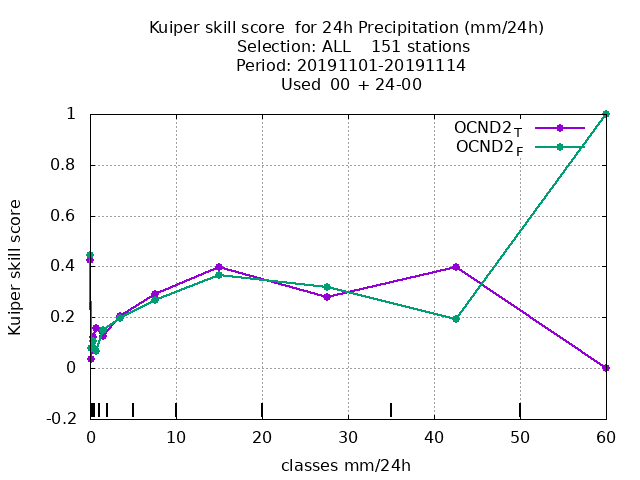 Kuiper skill score  for 24h Precipitation (mm/24h)
Selection: ALL    151 stations
Period: 20191101-20191114
Used  00 + 24-00
OCND2_T
OCND2_F
Kuiper skill score
1
0.8
0.6
0.4
0.2
0
-0.2
0 10 20 30 40 50 60
classes mm/24h